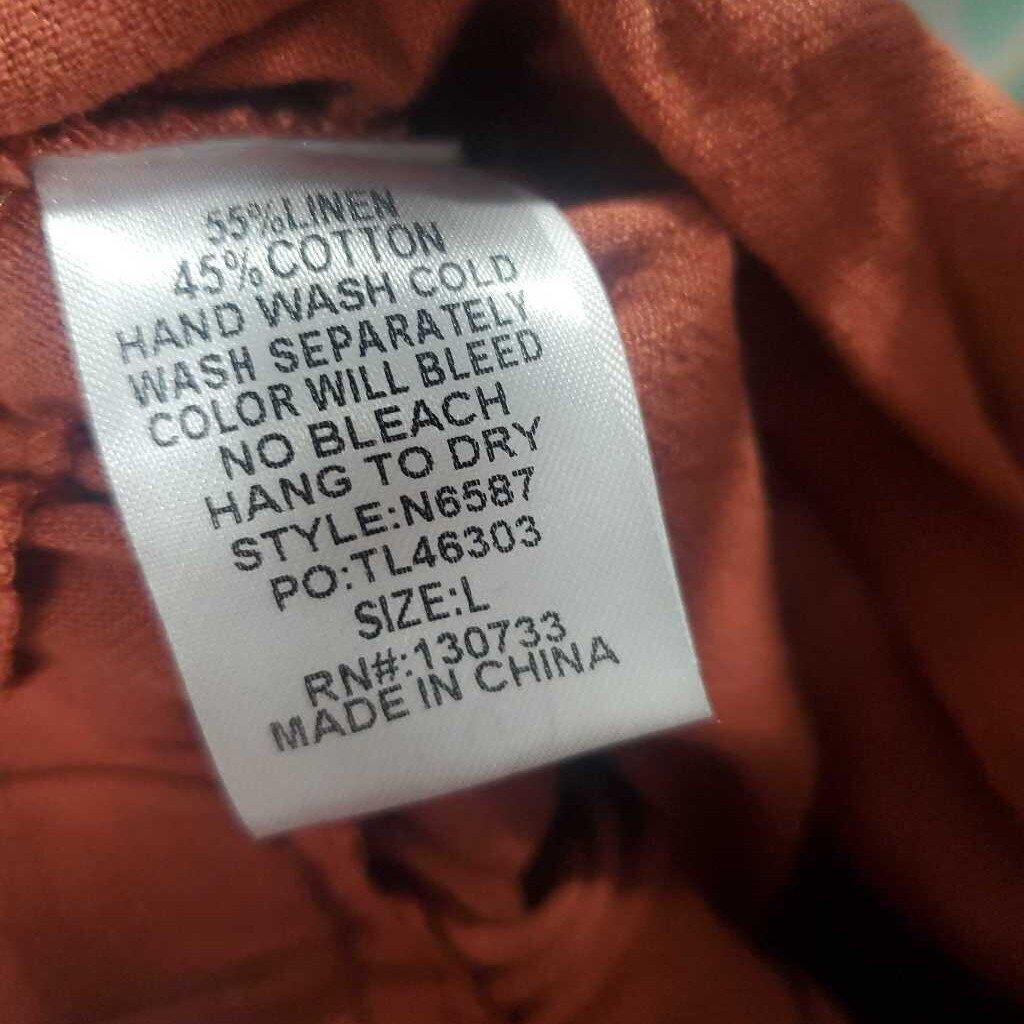 55%LINEN
45%COTTON
HAND WASH COLD
WASH SEPARATELY
COLOR WILL BLEED
NO BLEACH
HANG TO DRY
STYLE:N6587
PO:TL46303
SIZE:L
RN#:130733
MADE IN CHINA